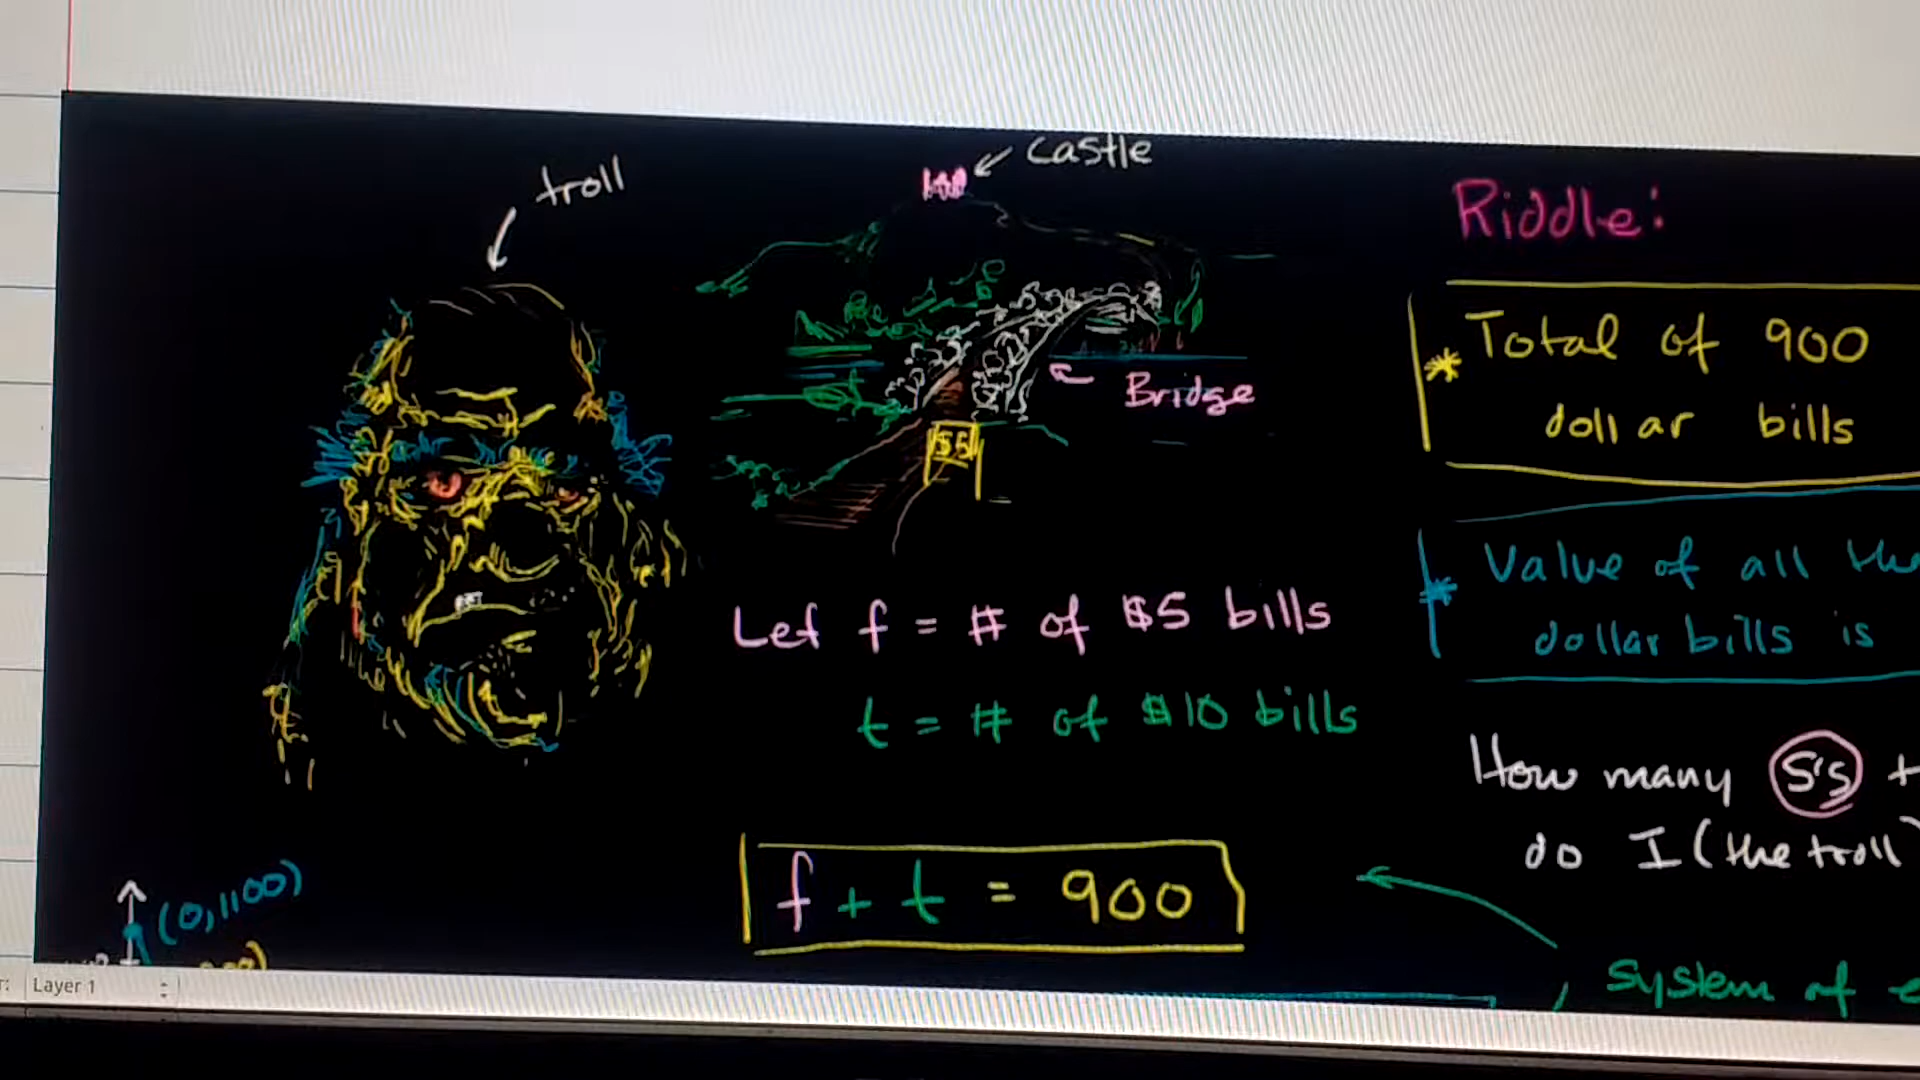 troll
Castle
Bridge
$5
Let f = # of $5 bills
t = # of $10 bills
f + t = 900
(0,1100)
Riddle:
* Total of 900
dollar bills
* Value of all the
dollar bills is
How many 5's +
do I (the troll)
System of e
Layer 1